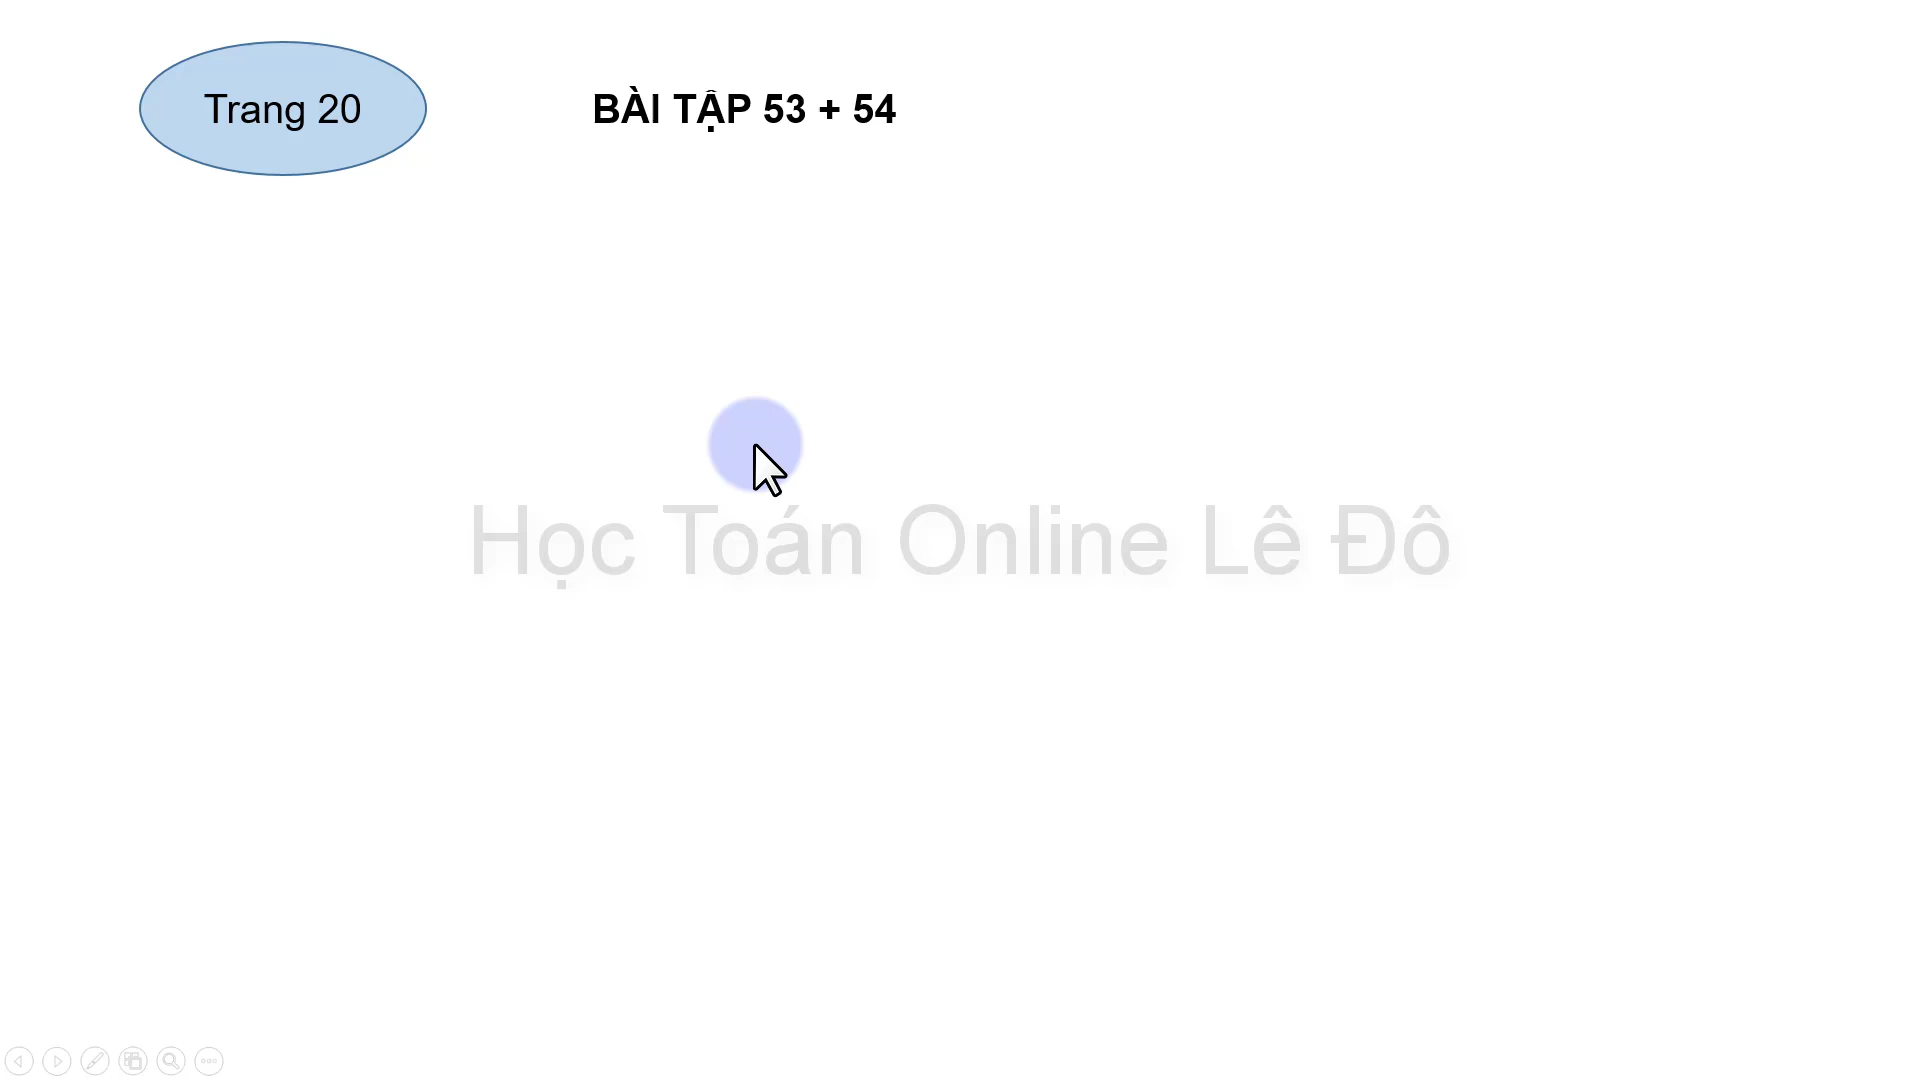 Trang 20
BÀI TẬP 53 + 54
Học Toán Online Lê Đô